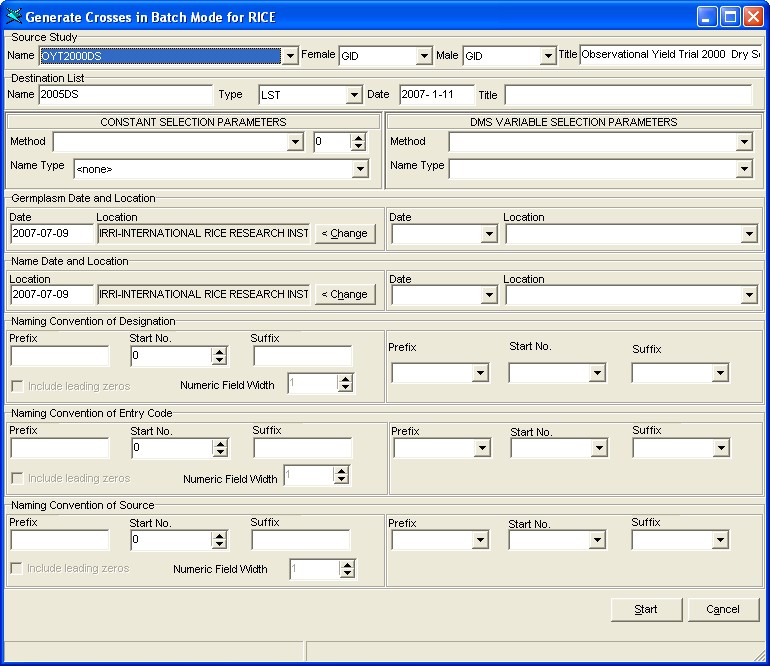 Generate Crosses in Batch Mode for RICE
Source Study
Name OYT2000DS Female GID Male GID Title Observational Yield Trial 2000 Dry S
Destination List
Name 2005DS Type LST Date 2007- 1-11 Title
CONSTANT SELECTION PARAMETERS DMS VARIABLE SELECTION PARAMETERS
Method 0 Method
Name Type <none> Name Type
Germplasm Date and Location
Date Location Date Location
2007-07-09 IRRI-INTERNATIONAL RICE RESEARCH INST < Change
Name Date and Location
Location Date Location
2007-07-09 IRRI-INTERNATIONAL RICE RESEARCH INST < Change
Naming Convention of Designation
Prefix Start No. Suffix Prefix Start No. Suffix
0
Include leading zeros Numeric Field Width 1
Naming Convention of Entry Code
Prefix Start No. Suffix Prefix Start No. Suffix
0
Include leading zeros Numeric Field Width 1
Naming Convention of Source
Prefix Start No. Suffix Prefix Start No. Suffix
0
Include leading zeros Numeric Field Width 1
Start Cancel